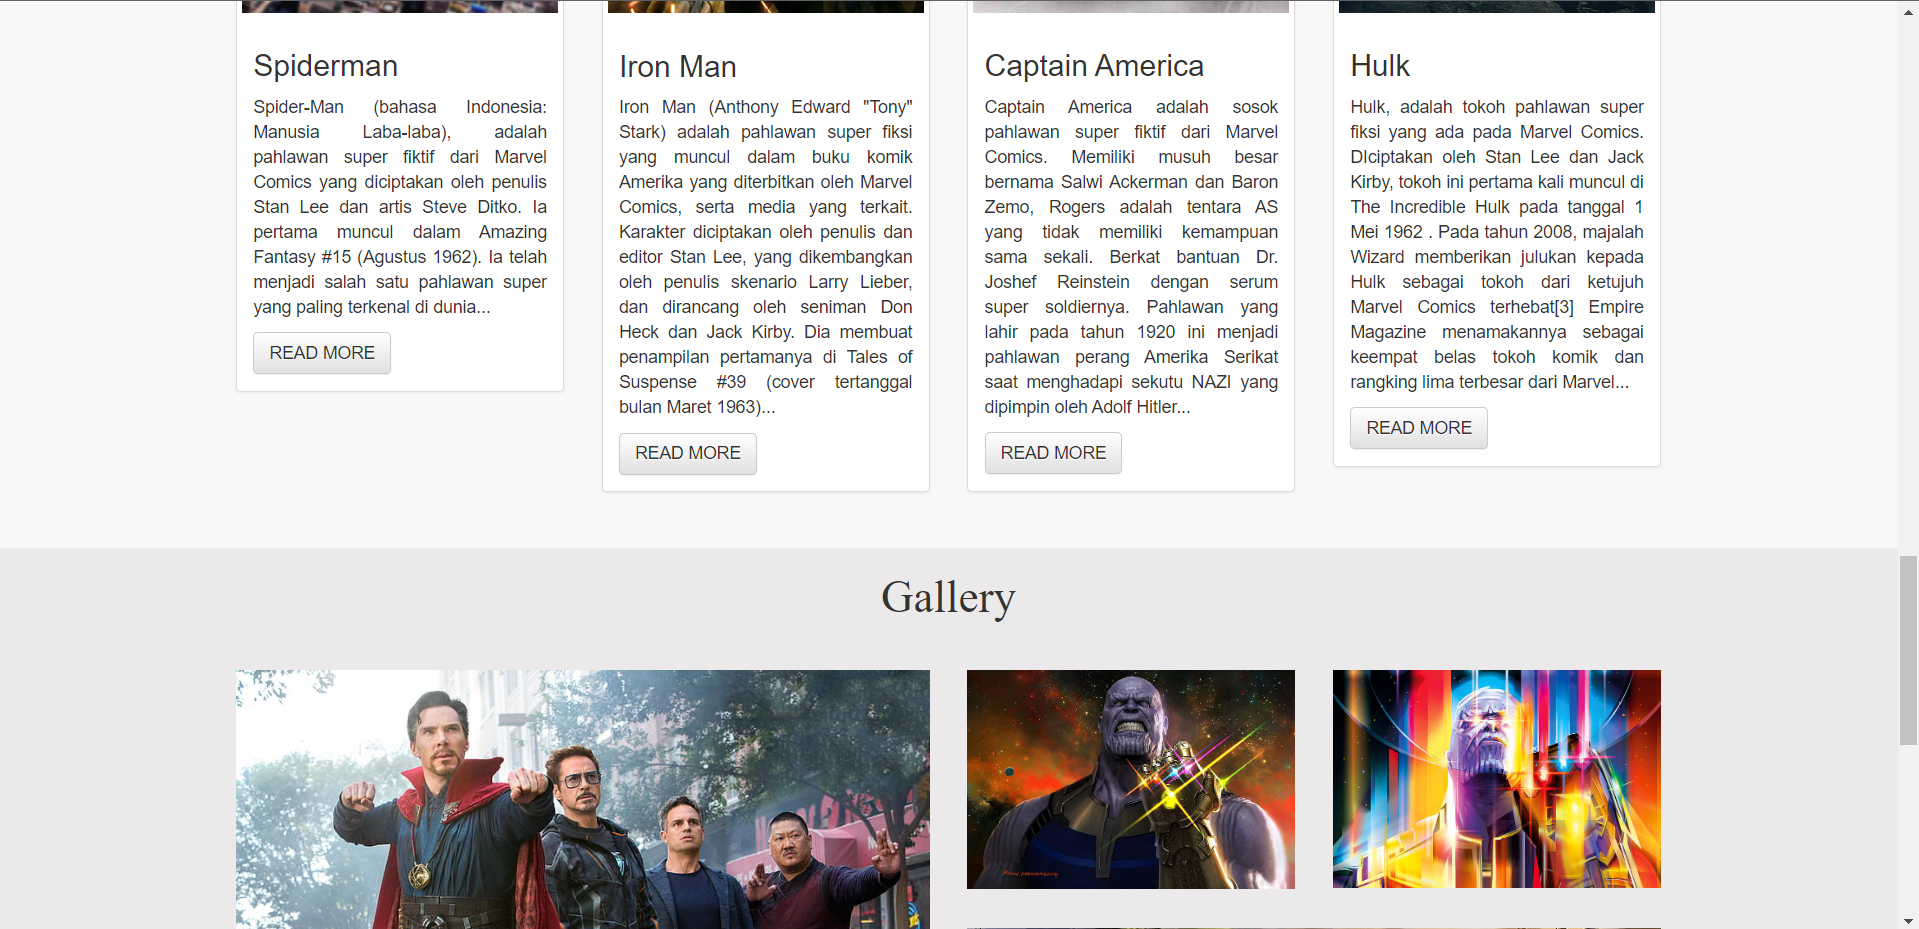 Spiderman
Spider-Man (bahasa Indonesia:
Manusia Laba-laba), adalah
pahlawan super fiktif dari Marvel
Comics yang diciptakan oleh penulis
Stan Lee dan artis Steve Ditko. Ia
pertama muncul dalam Amazing
Fantasy #15 (Agustus 1962). Ia telah
menjadi salah satu pahlawan super
yang paling terkenal di dunia...
READ MORE
Iron Man
Iron Man (Anthony Edward "Tony"
Stark) adalah pahlawan super fiksi
yang muncul dalam buku komik
Amerika yang diterbitkan oleh Marvel
Comics, serta media yang terkait.
Karakter diciptakan oleh penulis dan
editor Stan Lee, yang dikembangkan
oleh penulis skenario Larry Lieber,
dan dirancang oleh seniman Don
Heck dan Jack Kirby. Dia membuat
penampilan pertamanya di Tales of
Suspense #39 (cover tertanggal
bulan Maret 1963)...
READ MORE
Captain America
Captain America adalah sosok
pahlawan super fiktif dari Marvel
Comics. Memiliki musuh besar
bernama Salwi Ackerman dan Baron
Zemo, Rogers adalah tentara AS
yang tidak memiliki kemampuan
sama sekali. Berkat bantuan Dr.
Joshef Reinstein dengan serum
super soldiernya. Pahlawan yang
lahir pada tahun 1920 ini menjadi
pahlawan perang Amerika Serikat
saat menghadapi sekutu NAZI yang
dipimpin oleh Adolf Hitler...
READ MORE
Hulk
Hulk, adalah tokoh pahlawan super
fiksi yang ada pada Marvel Comics.
DIciptakan oleh Stan Lee dan Jack
Kirby, tokoh ini pertama kali muncul di
The Incredible Hulk pada tanggal 1
Mei 1962 . Pada tahun 2008, majalah
Wizard memberikan julukan kepada
Hulk sebagai tokoh dari ketujuh
Marvel Comics terhebat[3] Empire
Magazine menamakannya sebagai
keempat belas tokoh komik dan
rangking lima terbesar dari Marvel...
READ MORE
Gallery